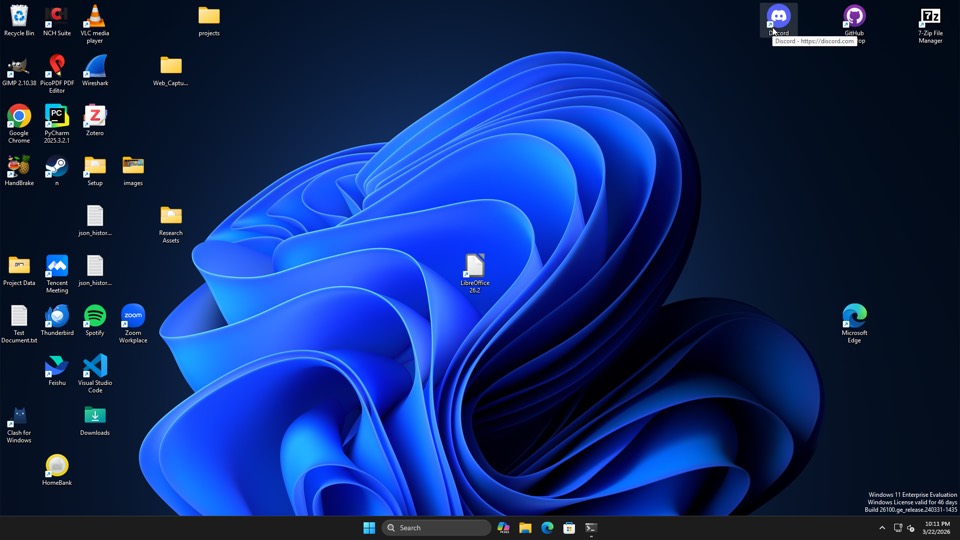 Recycle Bin
NCH Suite
VLC media
player
projects
Discord
Discord - https://discord.com
GitHub
7z
7-Zip File
Manager
GIMP 2.10.38
PicoPDF PDF
Editor
Wireshark
Web_Captu...
Google
Chrome
PC
PyCharm
2025.3.2.1
Z
Zotero
HandBrake
n
Setup
images
json_histor...
Research
Assets
Project Data
Tencent
Meeting
json_histor...
LibreOffice
26.2
Test
Document.txt
Thunderbird
Spotify
zoom
Zoom
Workplace
Microsoft
Edge
Feishu
Visual Studio
Code
Clash for
Windows
Downloads
HomeBank
Windows 11 Enterprise Evaluation
Windows License valid for 46 days
Build 26100.ge_release.240331-1435
Search
10:11 PM
3/22/2026